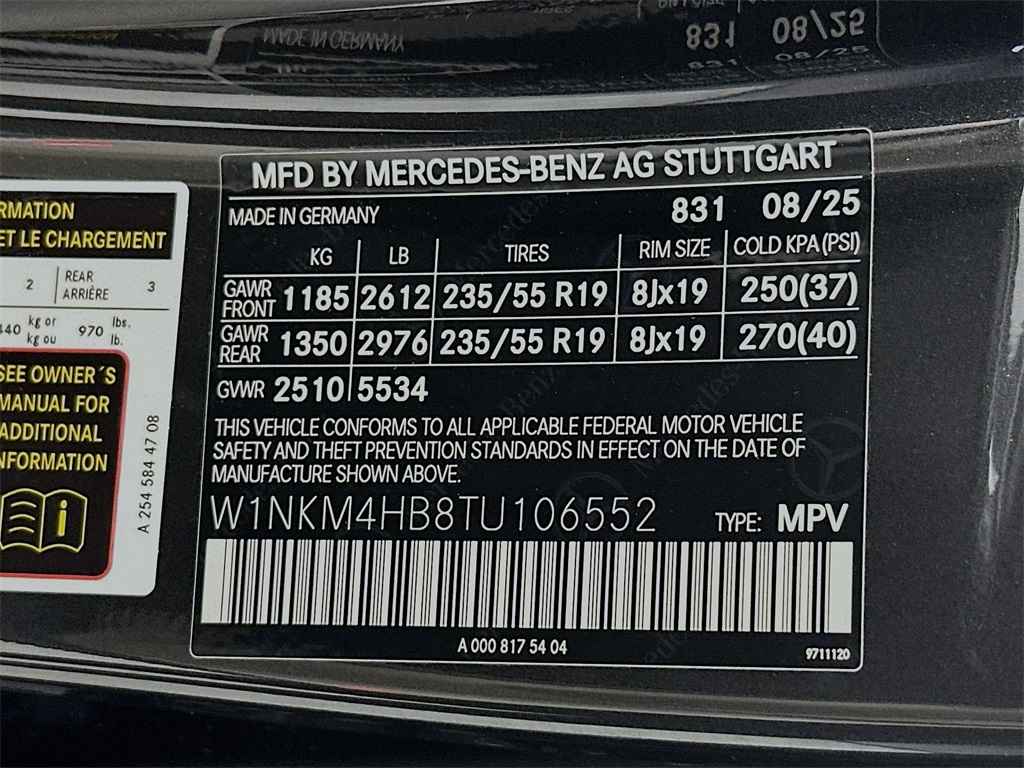 MADE IN GERMANY
831 08/25
MFD BY MERCEDES-BENZ AG STUTTGART
MADE IN GERMANY 831 08/25
KG LB TIRES RIM SIZE COLD KPA(PSI)
GAWR FRONT 1185 2612 235/55 R19 8Jx19 250(37)
GAWR REAR 1350 2976 235/55 R19 8Jx19 270(40)
GVWR 2510 5534
THIS VEHICLE CONFORMS TO ALL APPLICABLE FEDERAL MOTOR VEHICLE
SAFETY AND THEFT PREVENTION STANDARDS IN EFFECT ON THE DATE OF
MANUFACTURE SHOWN ABOVE.
W1NKM4HB8TU106552 TYPE: MPV
A 000 817 54 04
9711120
RMATION
ET LE CHARGEMENT
2 REAR ARRIÈRE 3
440 kg or kg ou 970 lbs. lb.
SEE OWNER´S
MANUAL FOR
ADDITIONAL
NFORMATION
A 254 584 47 08